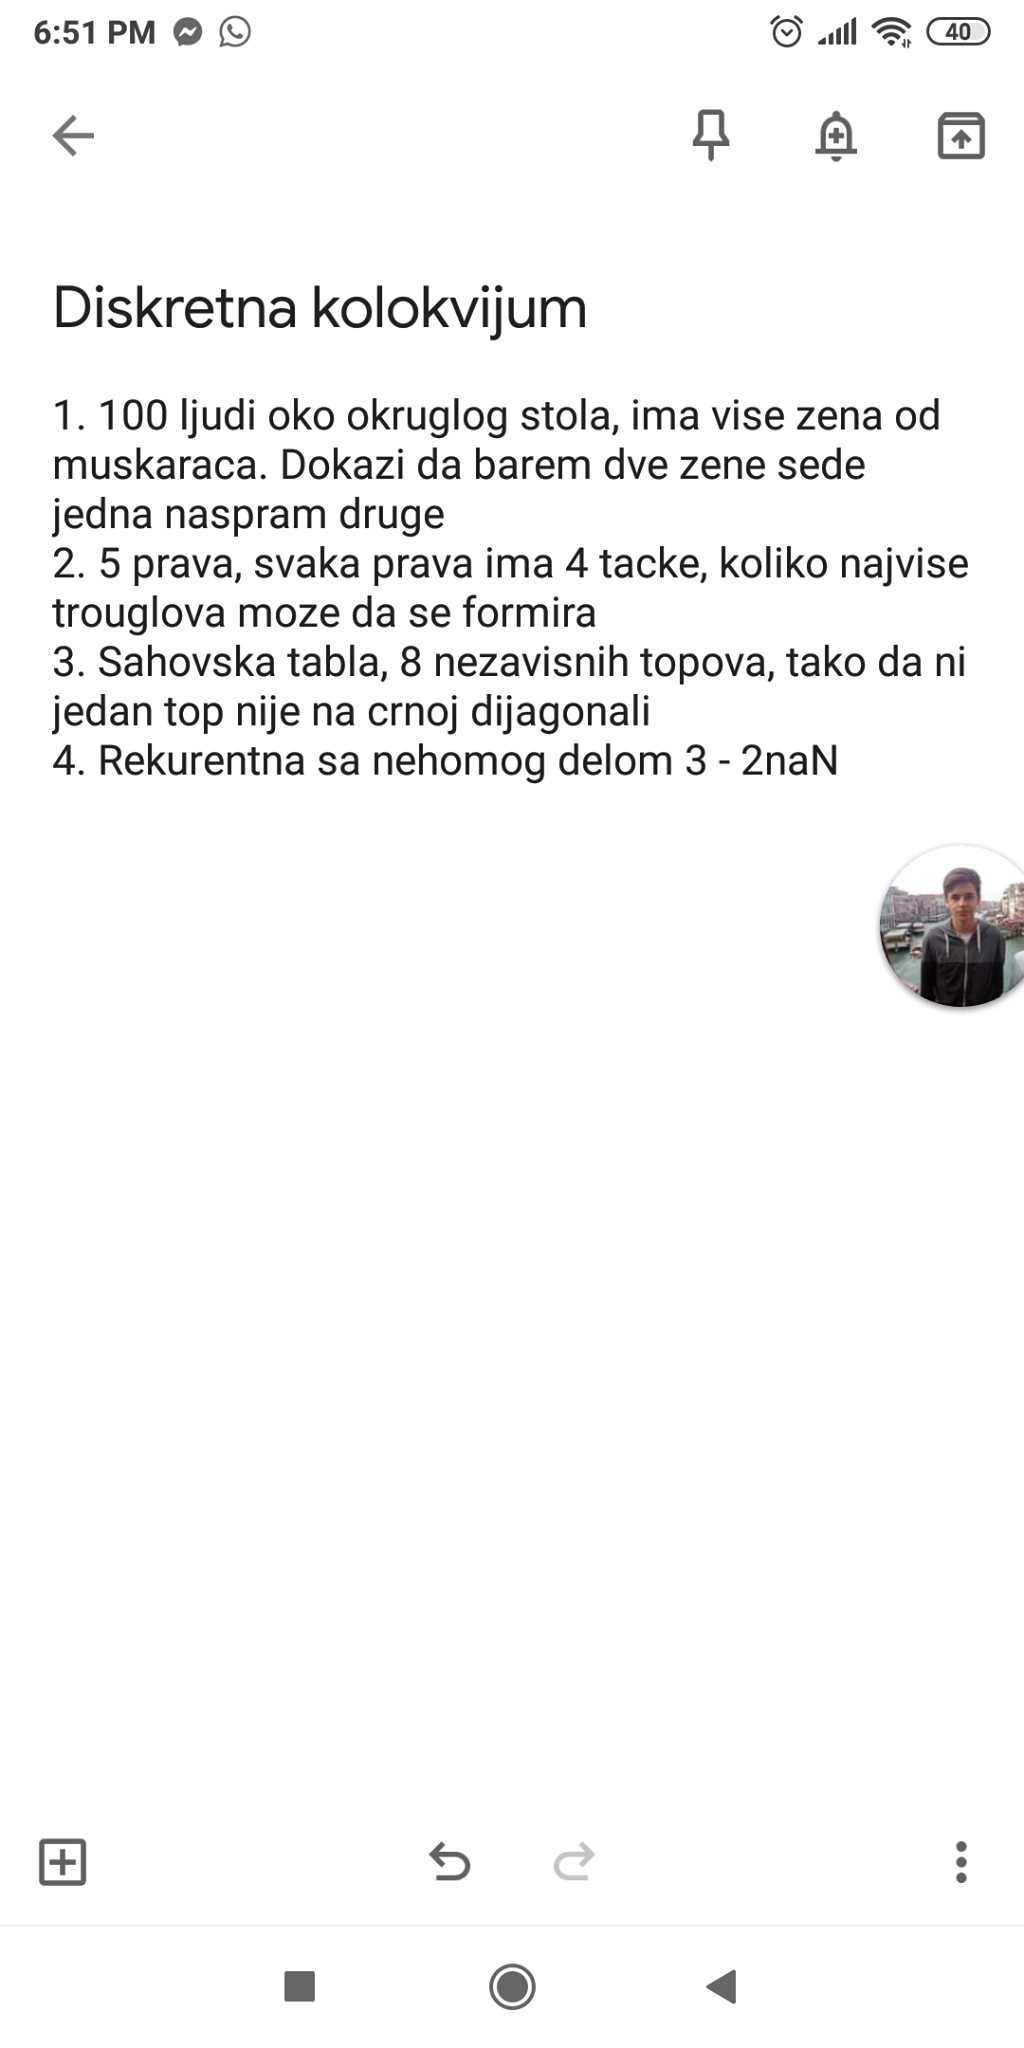 6:51 PM
40
Diskretna kolokvijum
1. 100 ljudi oko okruglog stola, ima vise zena od
muskaraca. Dokazi da barem dve zene sede
jedna naspram druge
2. 5 prava, svaka prava ima 4 tacke, koliko najvise
trouglova moze da se formira
3. Sahovska tabla, 8 nezavisnih topova, tako da ni
jedan top nije na crnoj dijagonali
4. Rekurentna sa nehomog delom 3 - 2naN